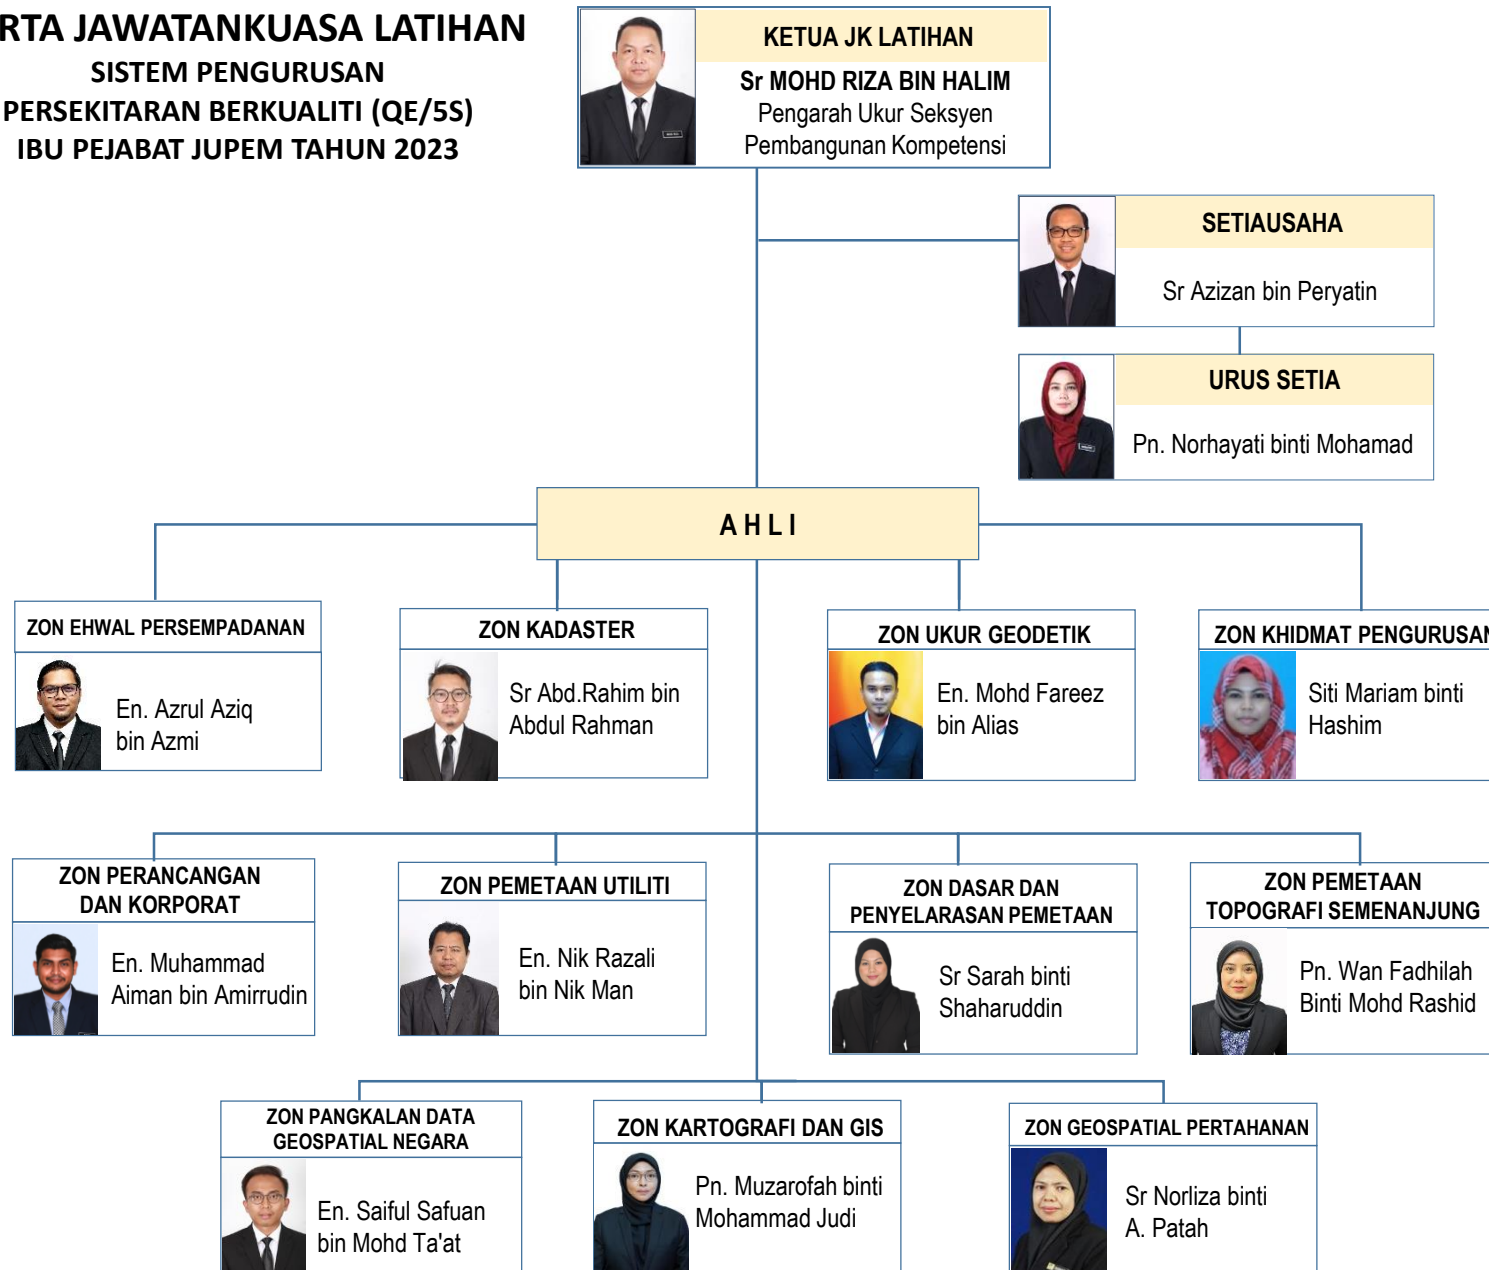 RTA JAWATANKUASA LATIHAN
SISTEM PENGURUSAN
PERSEKITARAN BERKUALITI (QE/5S)
IBU PEJABAT JUPEM TAHUN 2023
KETUA JK LATIHAN
Sr MOHD RIZA BIN HALIM
Pengarah Ukur Seksyen
Pembangunan Kompetensi
SETIAUSAHA
Sr Azizan bin Peryatin
URUS SETIA
Pn. Norhayati binti Mohamad
A H L I
ZON EHWAL PERSEMPADANAN
En. Azrul Aziq
bin Azmi
ZON KADASTER
Sr Abd.Rahim bin
Abdul Rahman
ZON UKUR GEODETIK
En. Mohd Fareez
bin Alias
ZON KHIDMAT PENGURUSAN
Siti Mariam binti
Hashim
ZON PERANCANGAN
DAN KORPORAT
En. Muhammad
Aiman bin Amirrudin
ZON PEMETAAN UTILITI
En. Nik Razali
bin Nik Man
ZON DASAR DAN
PENYELARASAN PEMETAAN
Sr Sarah binti
Shaharuddin
ZON PEMETAAN
TOPOGRAFI SEMENANJUNG
Pn. Wan Fadhilah
Binti Mohd Rashid
ZON PANGKALAN DATA
GEOSPATIAL NEGARA
En. Saiful Safuan
bin Mohd Ta'at
ZON KARTOGRAFI DAN GIS
Pn. Muzarofah binti
Mohammad Judi
ZON GEOSPATIAL PERTAHANAN
Sr Norliza binti
A. Patah